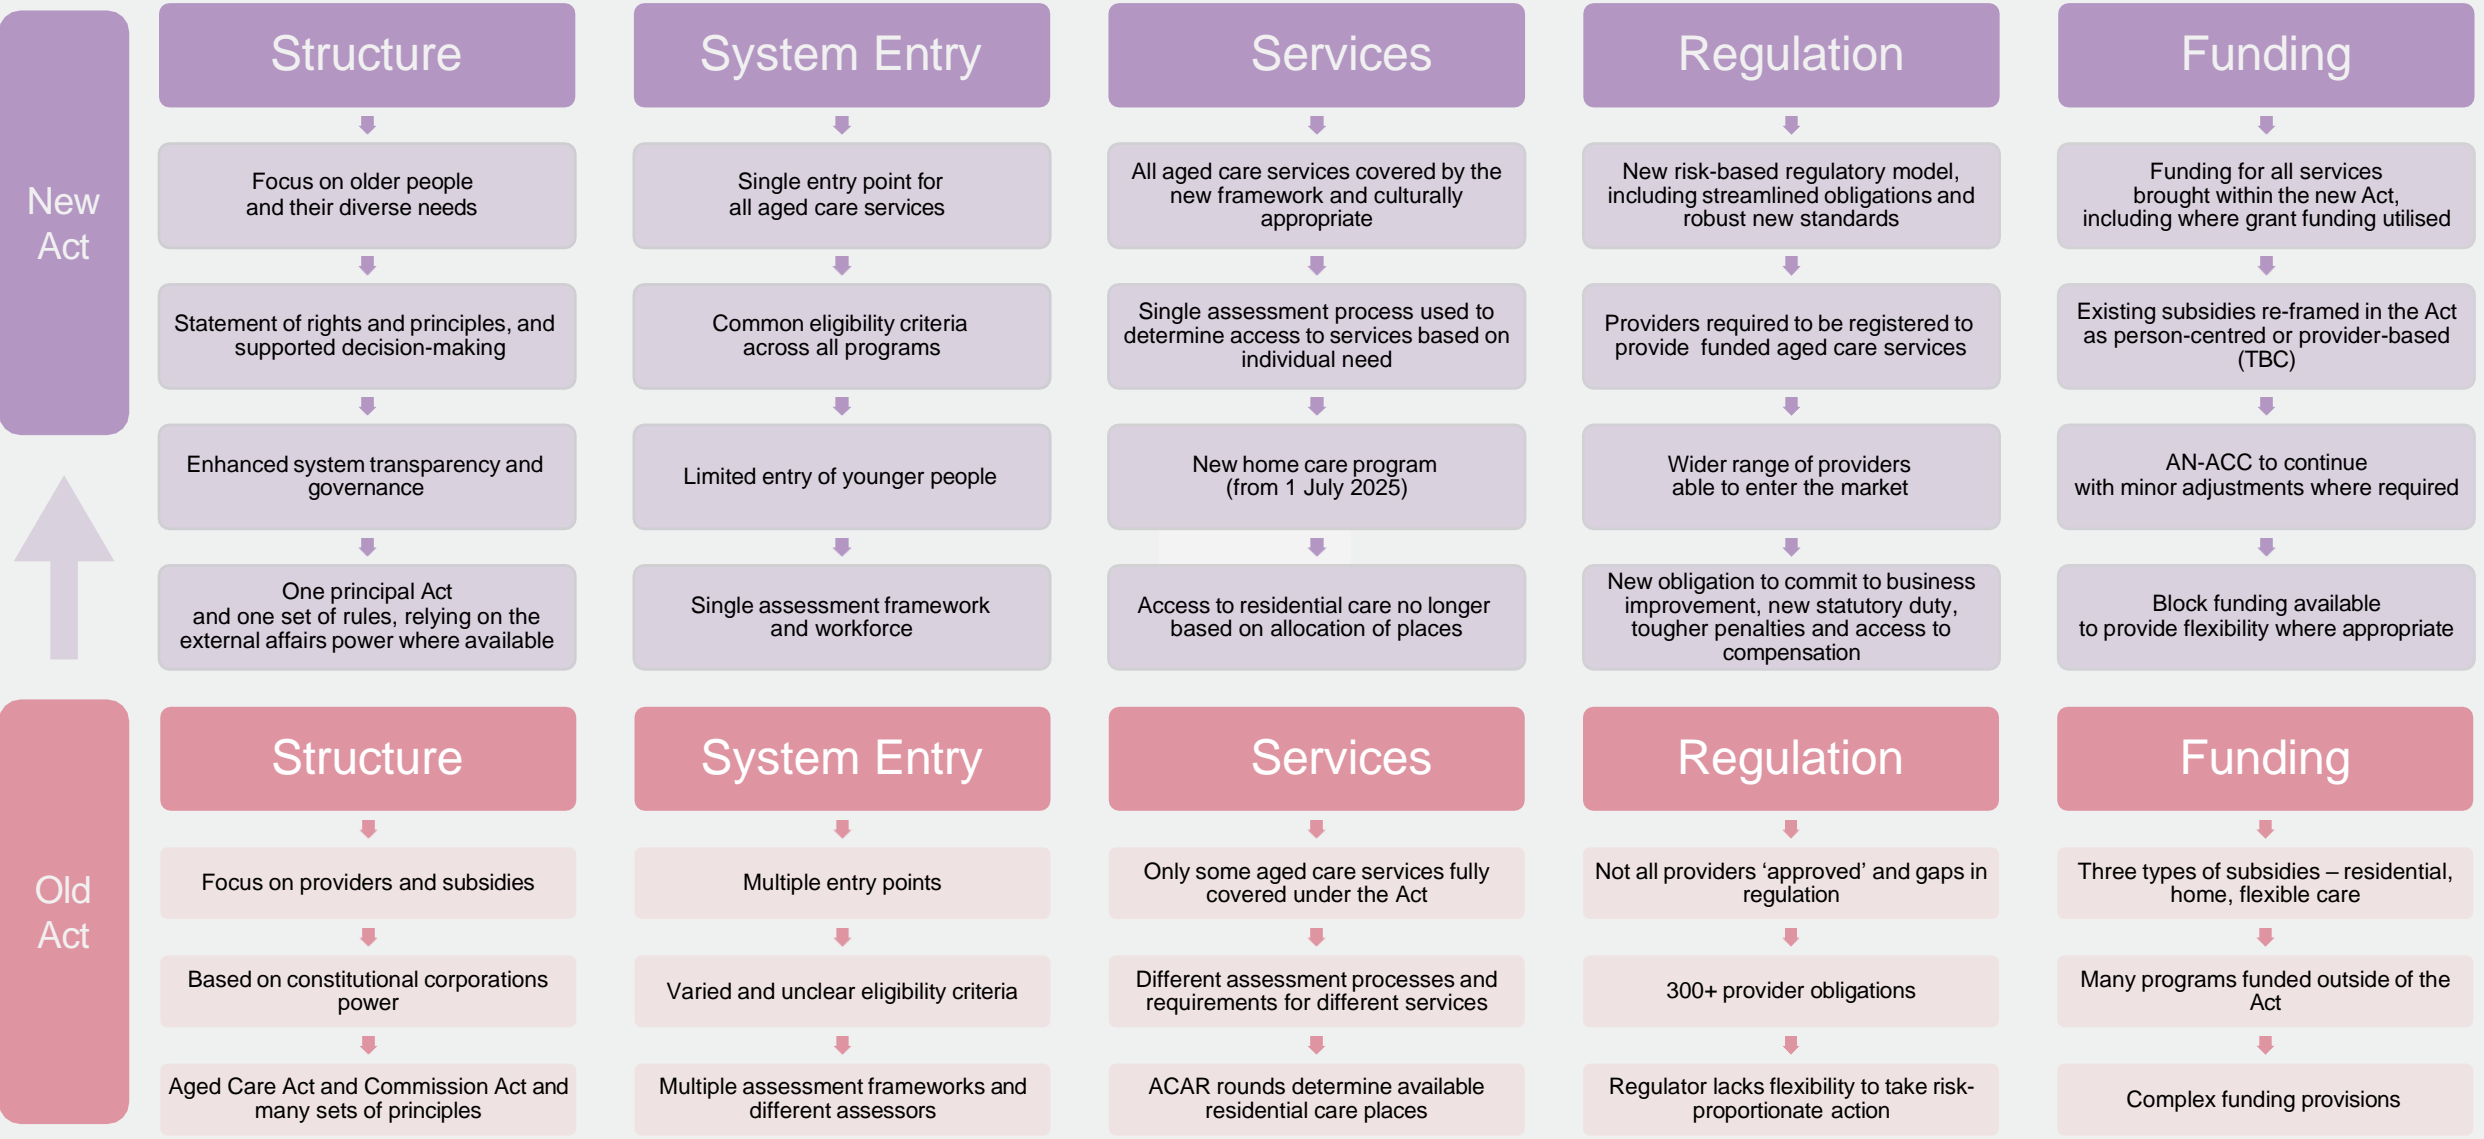 New
Act
Structure
Focus on older people
and their diverse needs
Statement of rights and principles, and
supported decision-making
Enhanced system transparency and
governance
One principal Act
and one set of rules, relying on the
external affairs power where available
System Entry
Single entry point for
all aged care services
Common eligibility criteria
across all programs
Limited entry of younger people
Single assessment framework
and workforce
Services
All aged care services covered by the
new framework and culturally
appropriate
Single assessment process used to
determine access to services based on
individual need
New home care program
(from 1 July 2025)
Access to residential care no longer
based on allocation of places
Regulation
New risk-based regulatory model,
including streamlined obligations and
robust new standards
Providers required to be registered to
provide funded aged care services
Wider range of providers
able to enter the market
New obligation to commit to business
improvement, new statutory duty,
tougher penalties and access to
compensation
Funding
Funding for all services
brought within the new Act,
including where grant funding utilised
Existing subsidies re-framed in the Act
as person-centred or provider-based
(TBC)
AN-ACC to continue
with minor adjustments where required
Block funding available
to provide flexibility where appropriate
Old
Act
Structure
Focus on providers and subsidies
Based on constitutional corporations
power
Aged Care Act and Commission Act and
many sets of principles
System Entry
Multiple entry points
Varied and unclear eligibility criteria
Multiple assessment frameworks and
different assessors
Services
Only some aged care services fully
covered under the Act
Different assessment processes and
requirements for different services
ACAR rounds determine available
residential care places
Regulation
Not all providers ‘approved’ and gaps in
regulation
300+ provider obligations
Regulator lacks flexibility to take risk-
proportionate action
Funding
Three types of subsidies – residential,
home, flexible care
Many programs funded outside of the
Act
Complex funding provisions